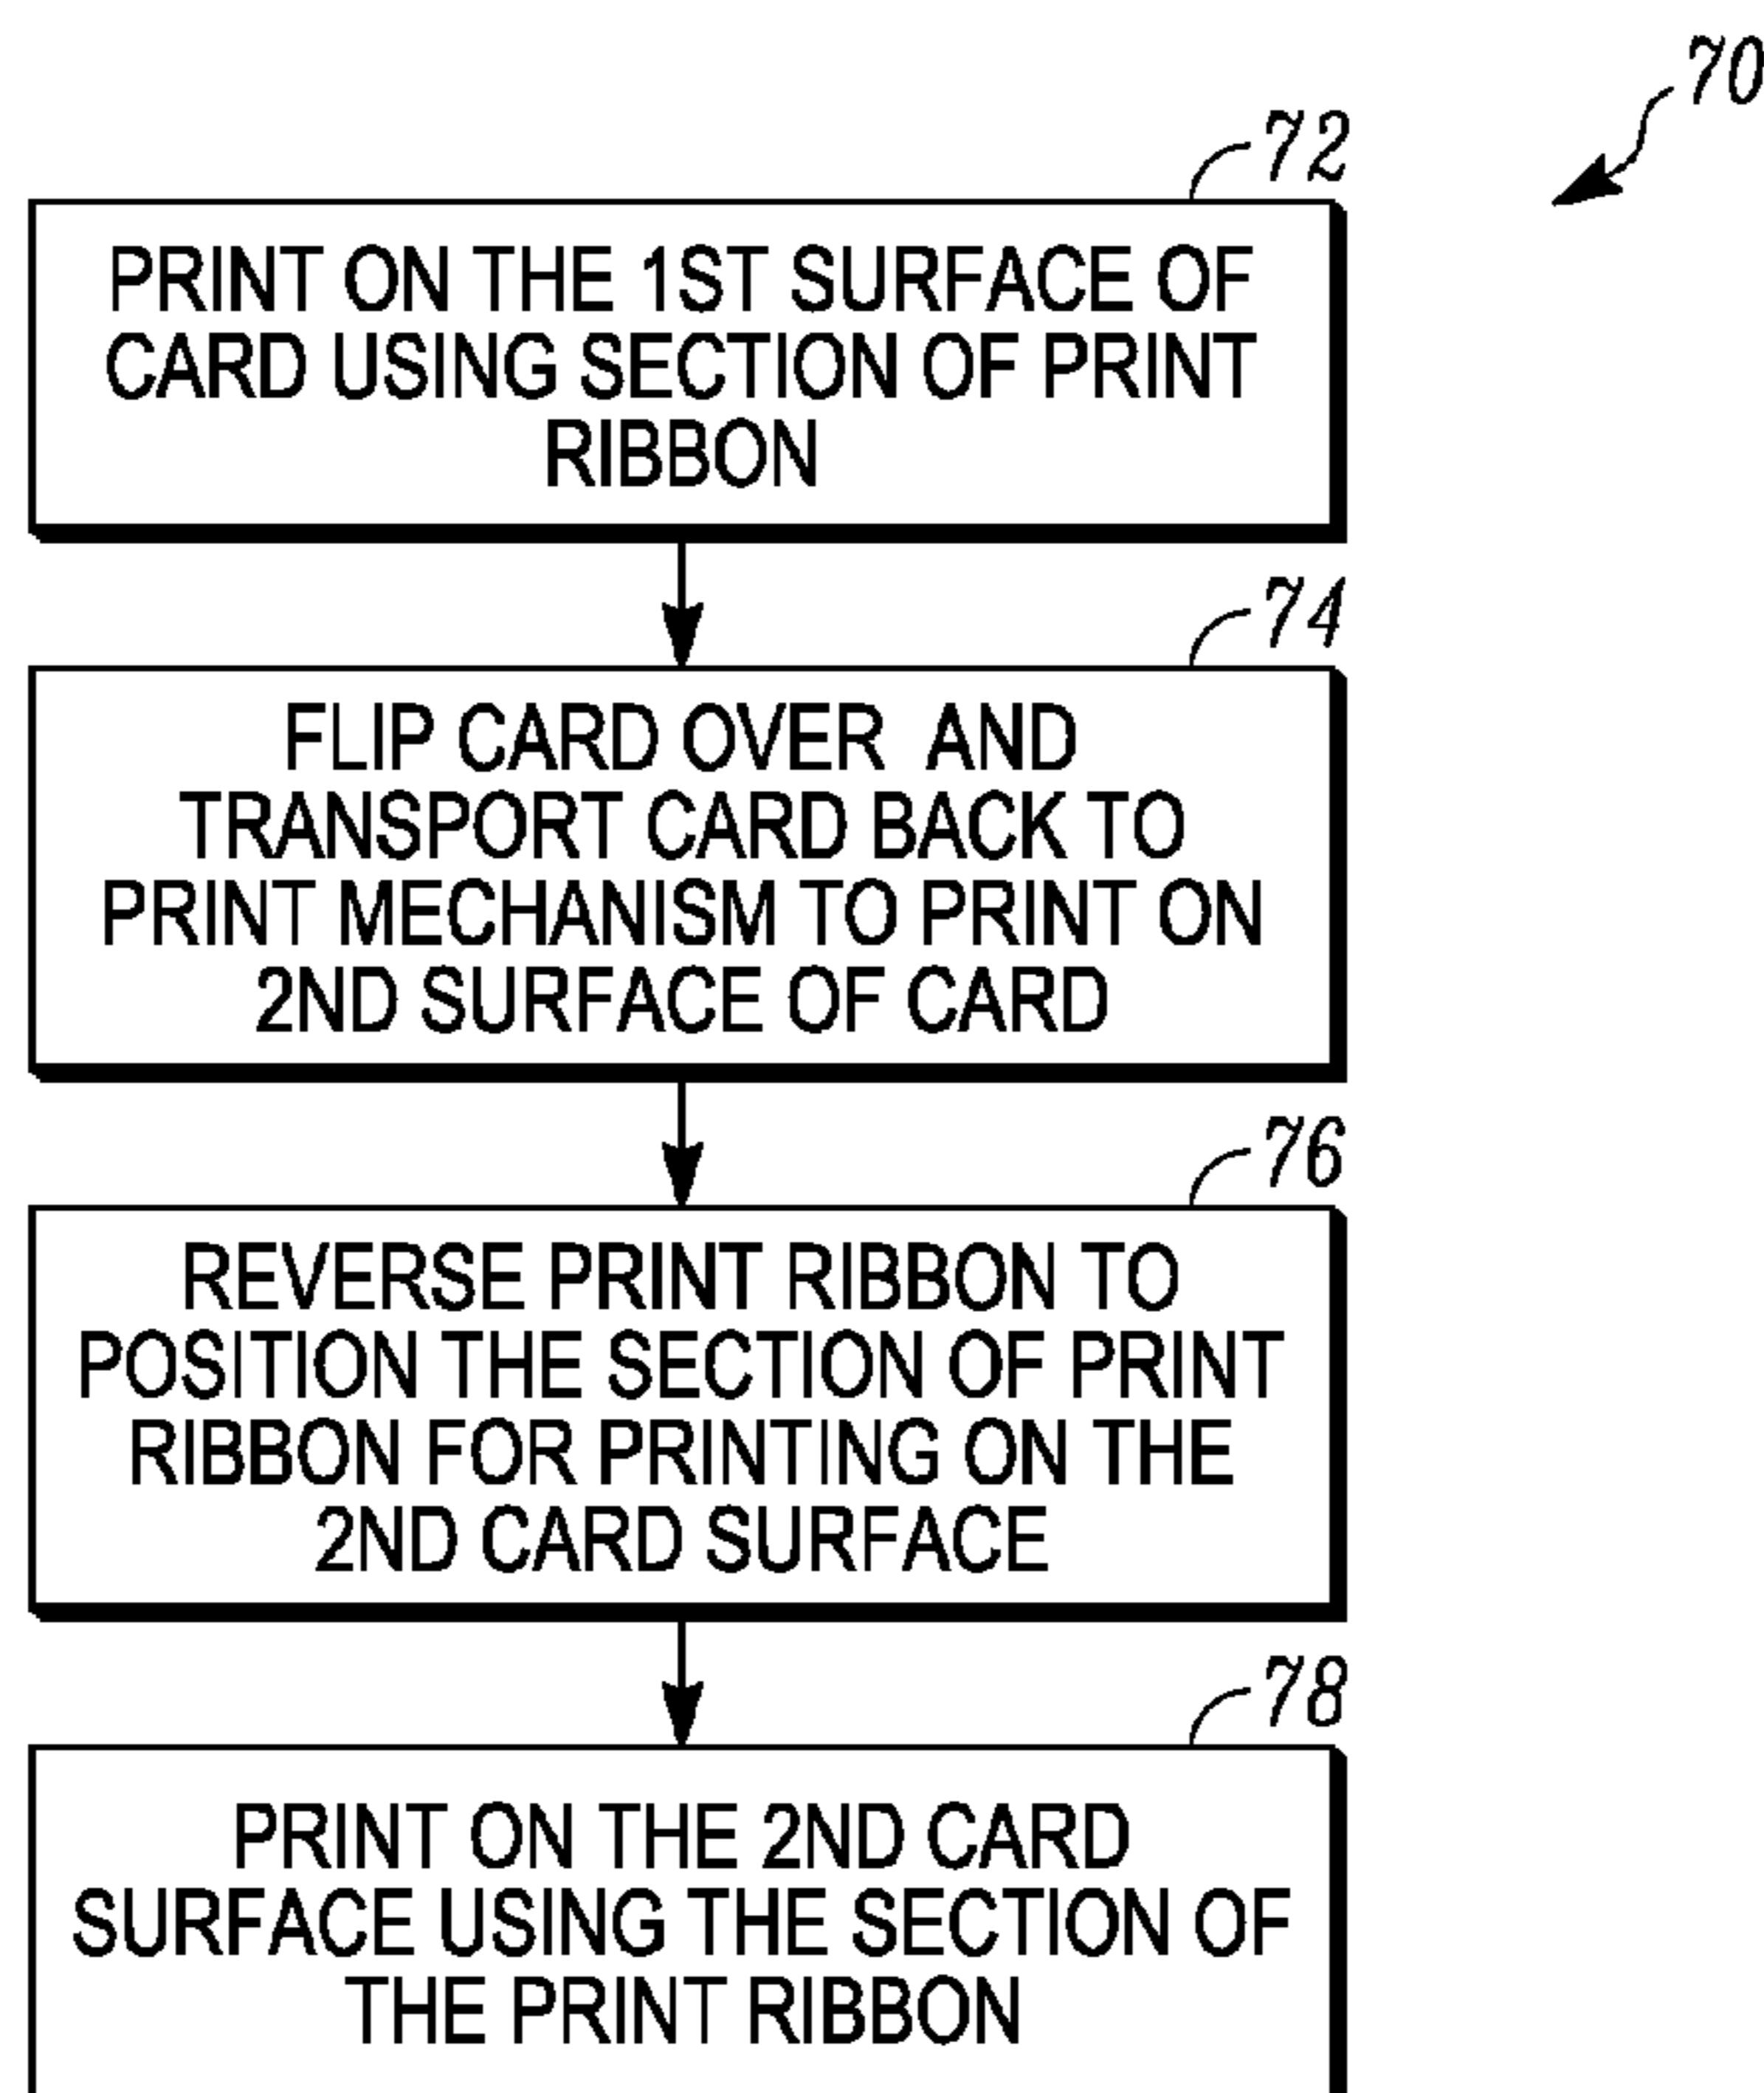 70
72
PRINT ON THE 1ST SURFACE OF
CARD USING SECTION OF PRINT
RIBBON
74
FLIP CARD OVER AND
TRANSPORT CARD BACK TO
PRINT MECHANISM TO PRINT ON
2ND SURFACE OF CARD
76
REVERSE PRINT RIBBON TO
POSITION THE SECTION OF PRINT
RIBBON FOR PRINTING ON THE
2ND CARD SURFACE
78
PRINT ON THE 2ND CARD
SURFACE USING THE SECTION OF
THE PRINT RIBBON